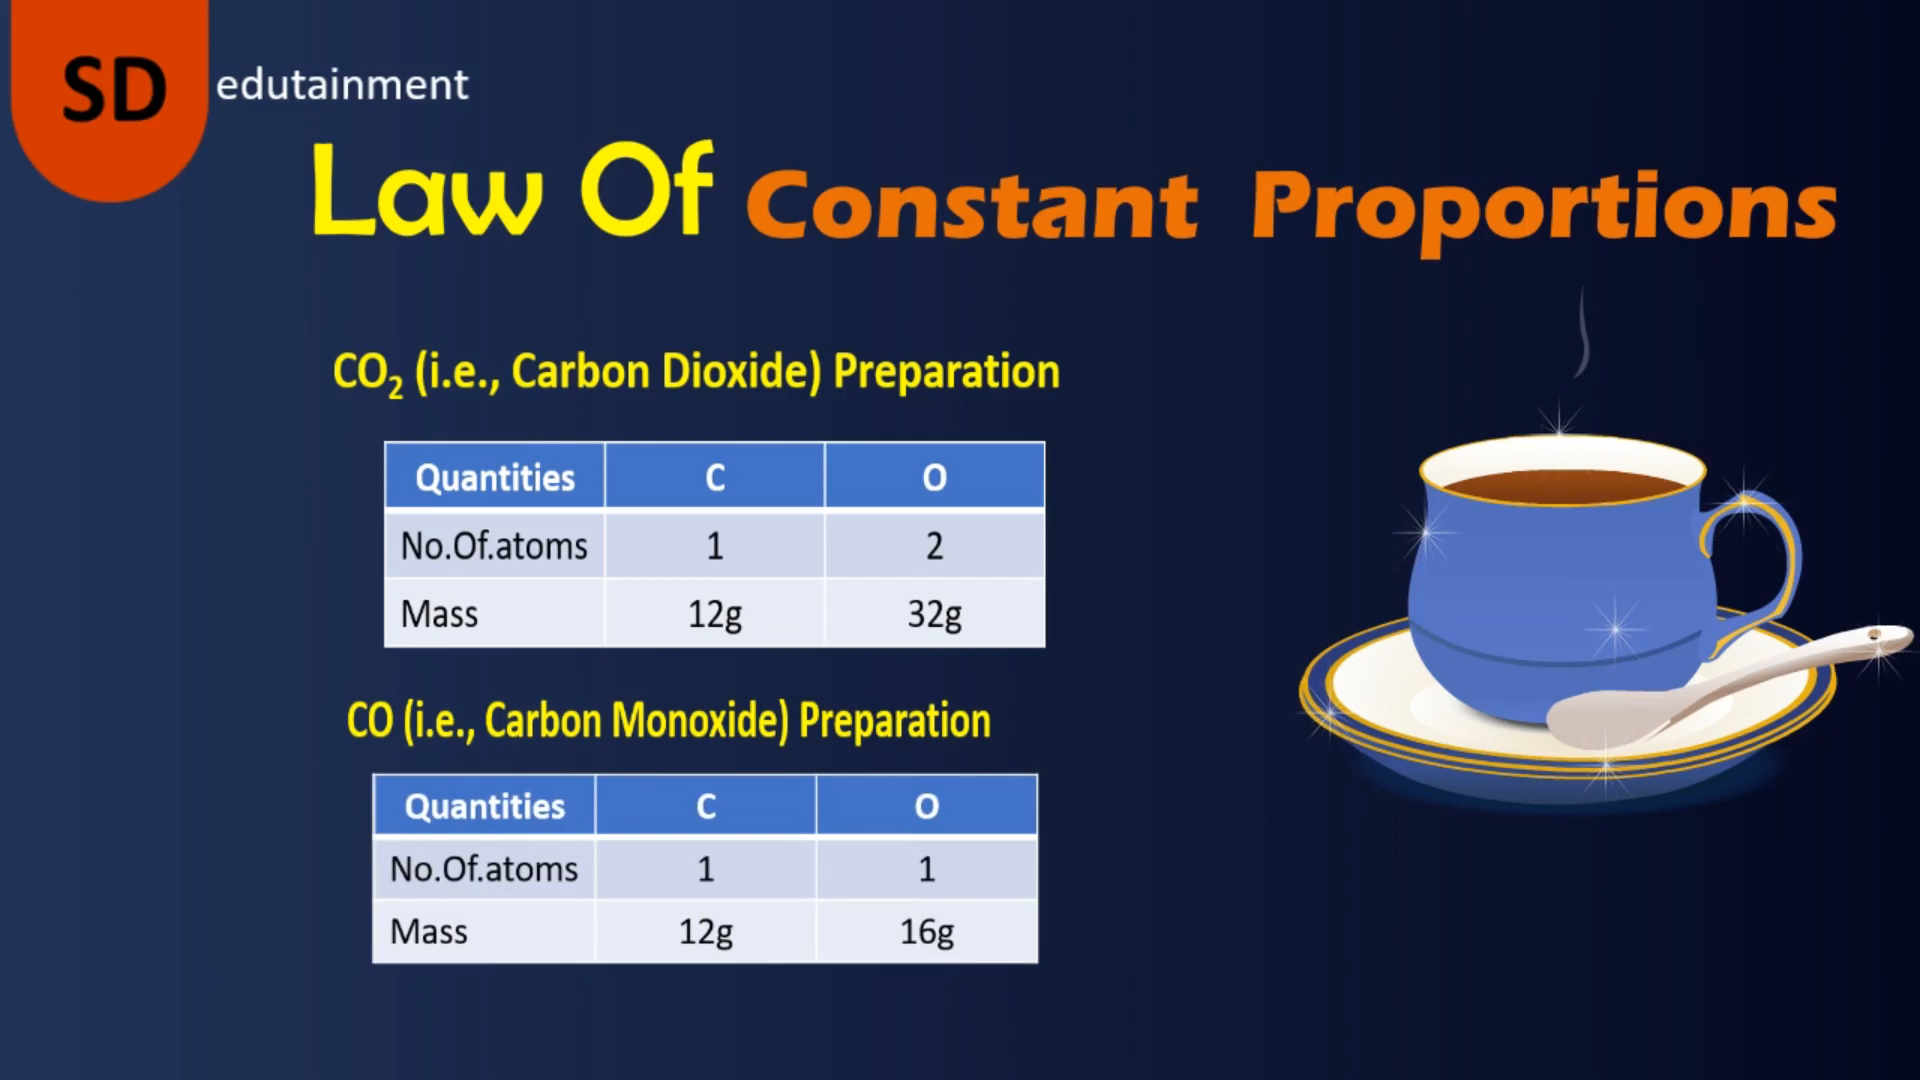 SD edutainment
Law Of Constant Proportions
CO₂ (i.e., Carbon Dioxide) Preparation
Quantities C O
No.Of.atoms 1 2
Mass 12g 32g
CO (i.e., Carbon Monoxide) Preparation
Quantities C O
No.Of.atoms 1 1
Mass 12g 16g